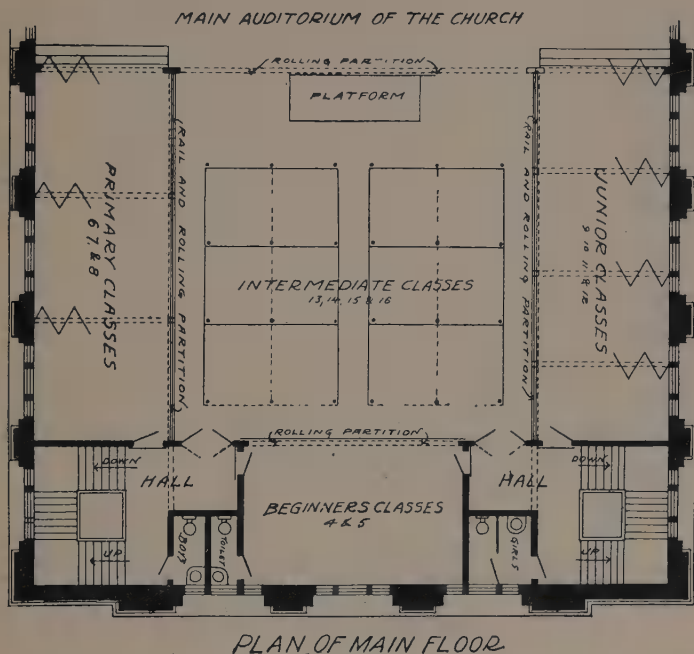 MAIN AUDITORIUM OF THE CHURCH
ROLLING PARTITION
PLATFORM
PRIMARY CLASSES
6, 7, & 8
(RAIL AND ROLLING PARTITION)
INTERMEDIATE CLASSES
13, 14, 15 & 16
(RAIL AND ROLLING PARTITION)
JUNIOR CLASSES
9 10 11 & 12
ROLLING PARTITION
DOWN
HALL
UP
BOYS
TOILET
BEGINNERS CLASSES
4 & 5
GIRLS
HALL
DOWN
UP
PLAN OF MAIN FLOOR